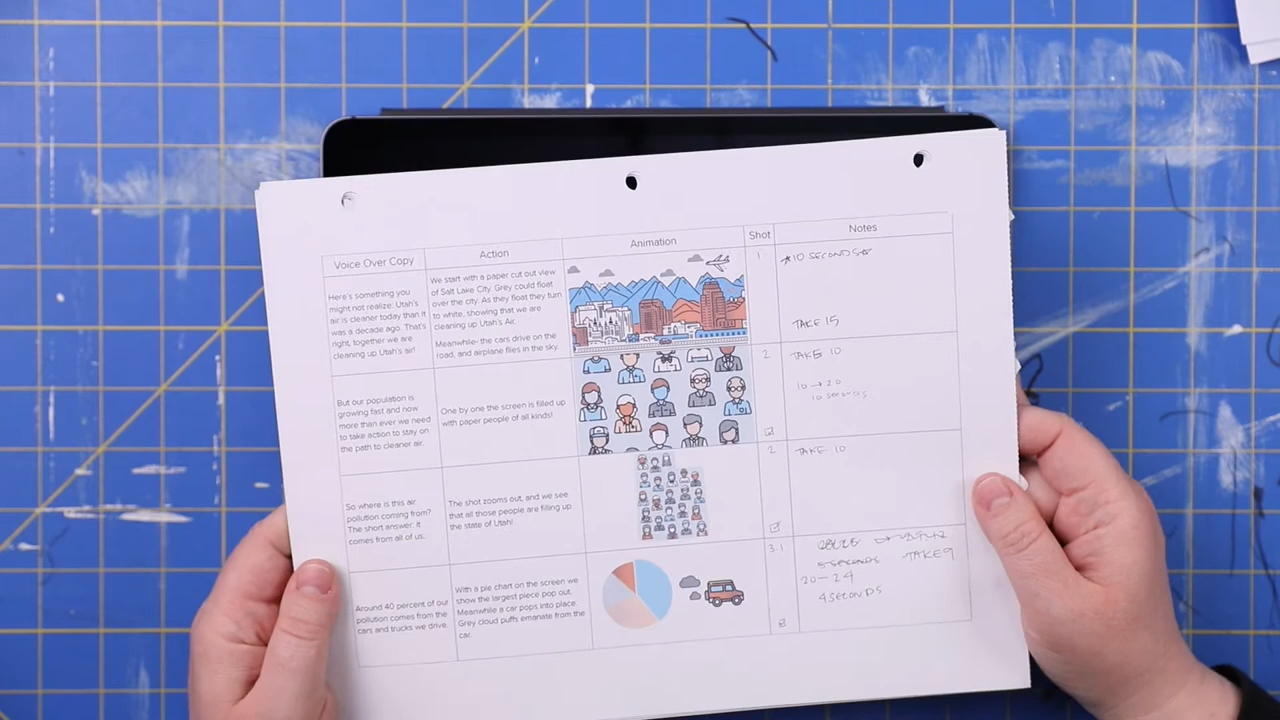 Voice Over Copy
Action
Animation
Shot
Notes
Here's something you
might not realize: Utah's
air is cleaner today than it
was a decade ago. That's
right, together we are
cleaning up Utah's air!
We start with a paper cut out view
of Salt Lake City. Grey could float
over the city. As they float they turn
to white, showing that we are
cleaning up Utah's Air.
Meanwhile- the cars drive on the
road, and airplane flies in the sky.
1
10 SECONDS
TAKE 15
But our population is
growing fast and now
more than ever we need
to take action to stay on
the path to cleaner air.
One by one the screen is filled up
with paper people of all kinds!
2
TAKE 10
10 → 20
10 seconds
So where is this air
pollution coming from?
The short answer: it
comes from all of us.
The shot zooms out, and we see
that all those people are filling up
the state of Utah!
2
TAKE 10
Around 40 percent of our
pollution comes from the
cars and trucks we drive.
With a pie chart on the screen we
show the largest piece pop out.
Meanwhile a car pops into place.
Grey cloud puffs emanate from the
car.
3.1
5 SECONDS
TAKE 9
20 - 24
4 SECONDS